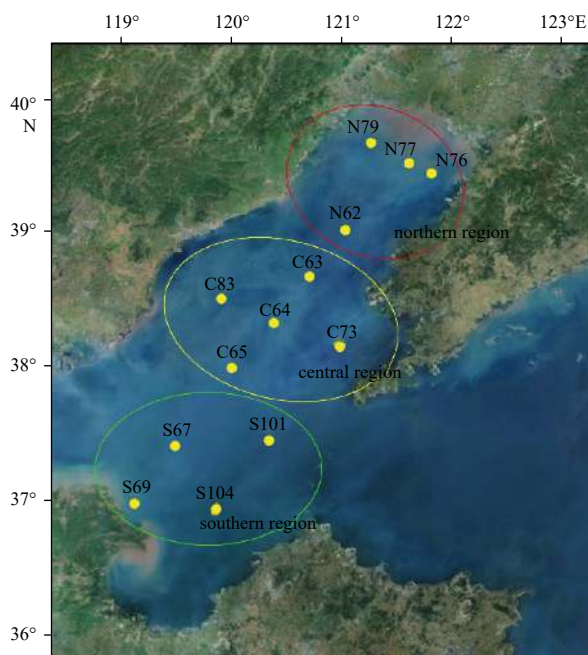 119° 120° 121° 122° 123°E
40°
N
N79
N77
N76
N62
39°
northern region
C63
C83
C64
C73
C65
38°
central region
S101
S67
S69
S104
37°
southern region
36°